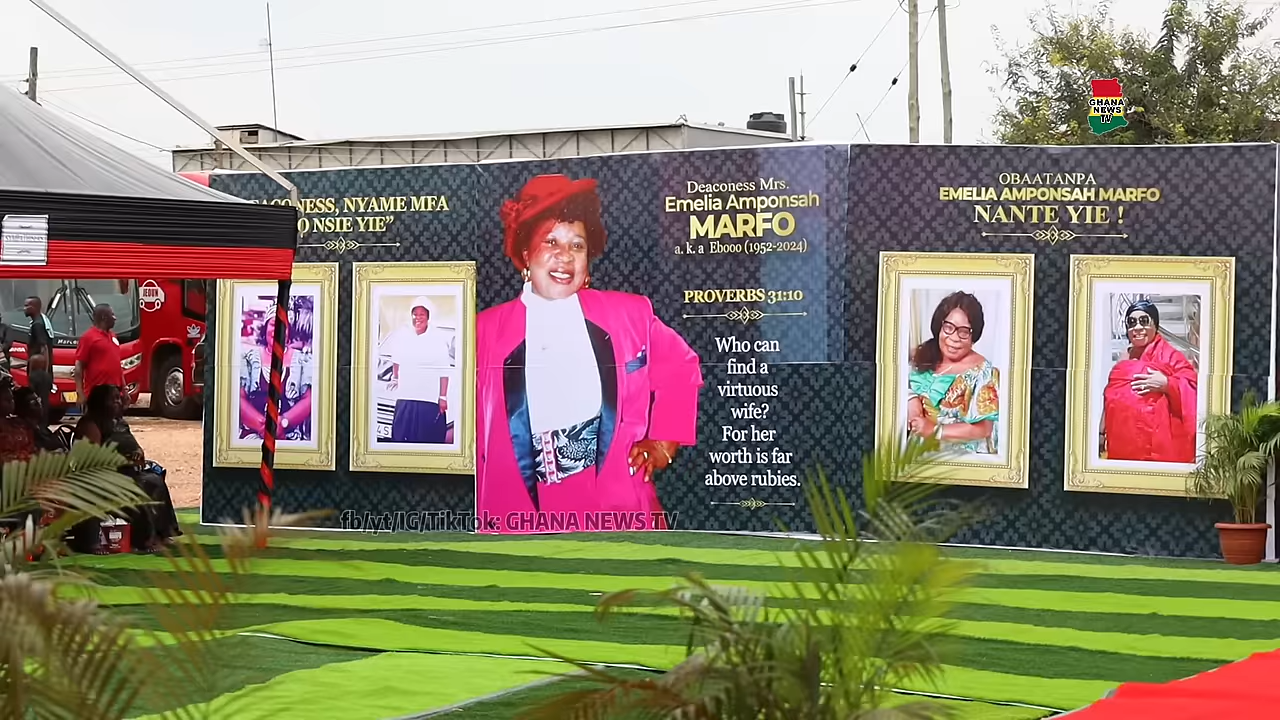 GHANA
NEWS
TV
NESS, NYAME MFA
O NSIE YIE”
Deaconess Mrs.
Emelia Amponsah
MARFO
a. k. a Ebooo (1952-2024)
PROVERBS 31:10
Who can
find a
virtuous
wife?
For her
worth is far
above rubies.
OBAATANPA
EMELIA AMPONSAH MARFO
NANTE YIE !
fb/yt/IG/TikTok: GHANA NEWS TV